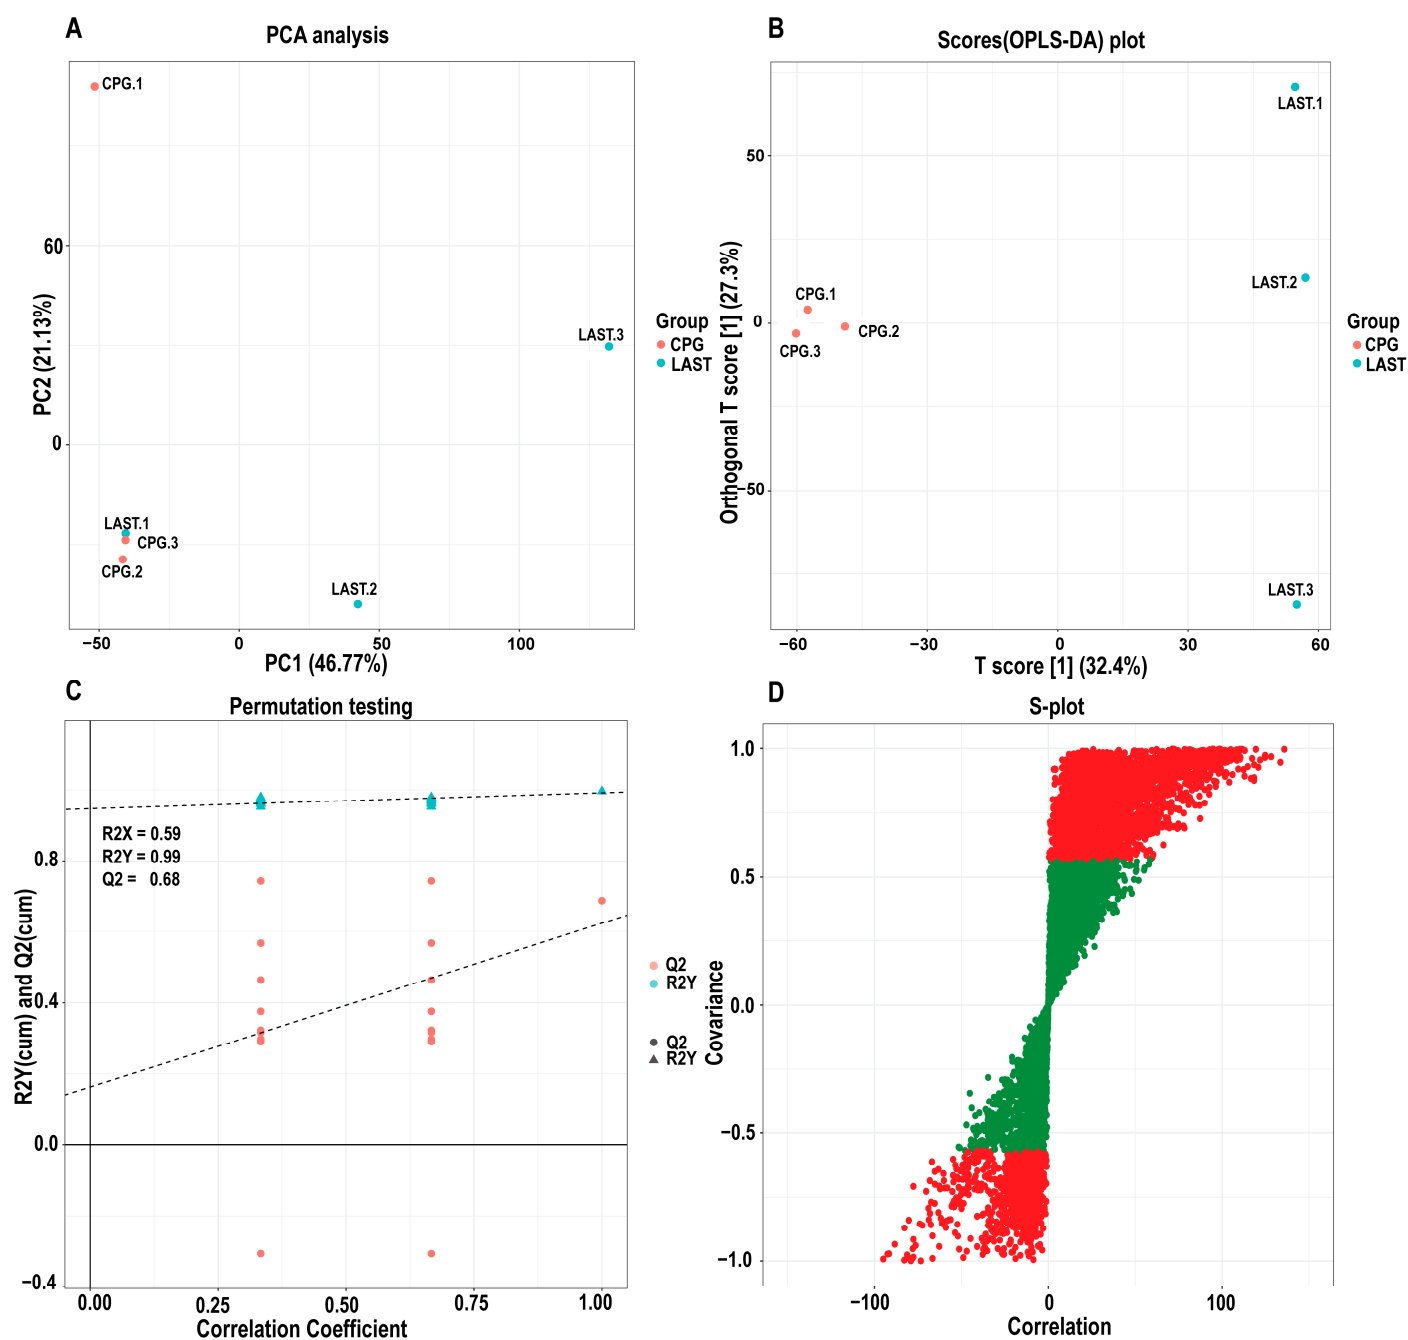 A
PCA analysis
CPG.1
60
0
PC2 (21.13%)
LAST.3
LAST.1
CPG.3
CPG.2
LAST.2
−50
0
50
100
PC1 (46.77%)
Group
CPG
LAST
B
Scores(OPLS-DA) plot
LAST.1
50
LAST.2
CPG.1
0
CPG.2
CPG.3
−50
LAST.3
Orthogonal T score [1] (27.3%)
−60
−30
0
30
60
T score [1] (32.4%)
Group
CPG
LAST
C
Permutation testing
R2X = 0.59
R2Y = 0.99
Q2 = 0.68
0.8
0.4
0.0
−0.4
R2Y(cum) and Q2(cum)
0.00
0.25
0.50
0.75
1.00
Correlation Coefficient
Q2
R2Y
Q2
R2Y
D
S-plot
1.0
0.5
0.0
−0.5
−1.0
Covariance
−100
0
100
Correlation